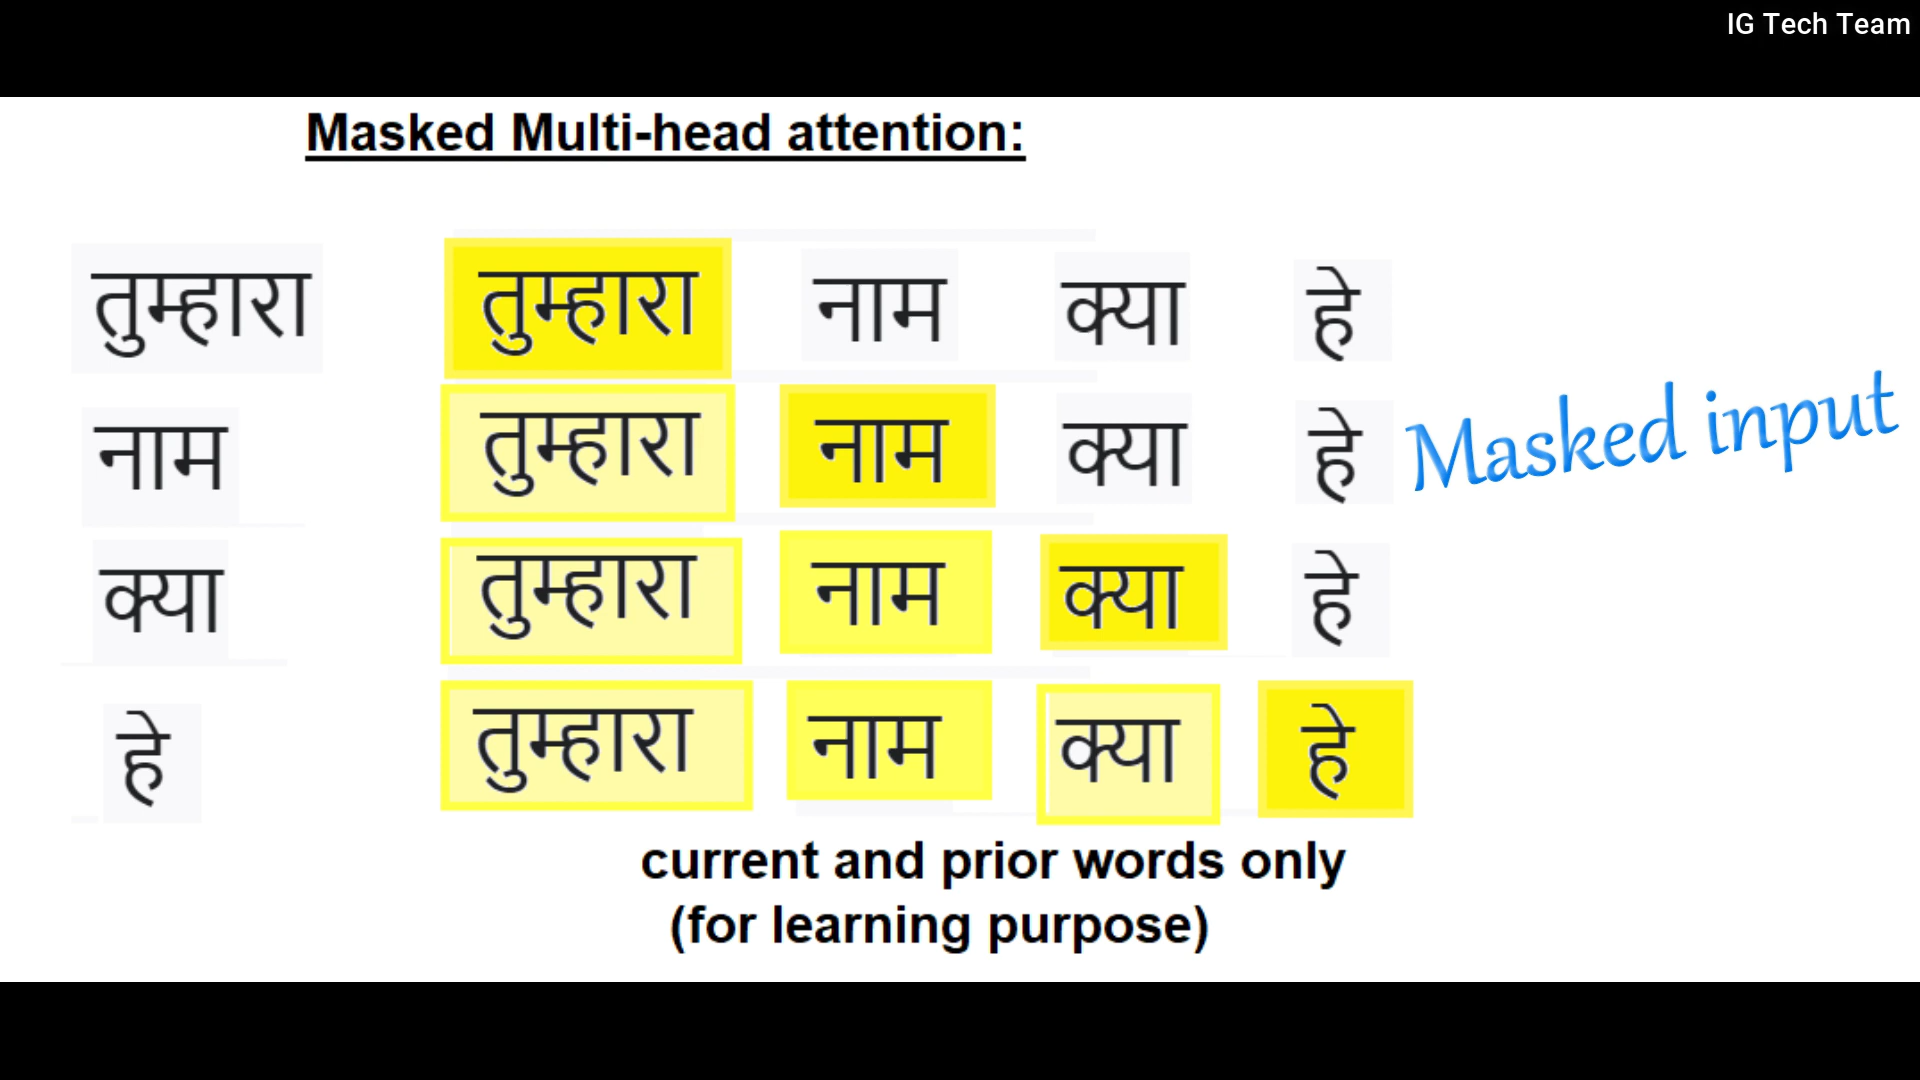 IG Tech Team
Masked Multi-head attention:
तुम्हारा तुम्हारा नाम क्या हे
नाम तुम्हारा नाम क्या हे
Masked input
क्या तुम्हारा नाम क्या हे
हे तुम्हारा नाम क्या हे
current and prior words only
(for learning purpose)